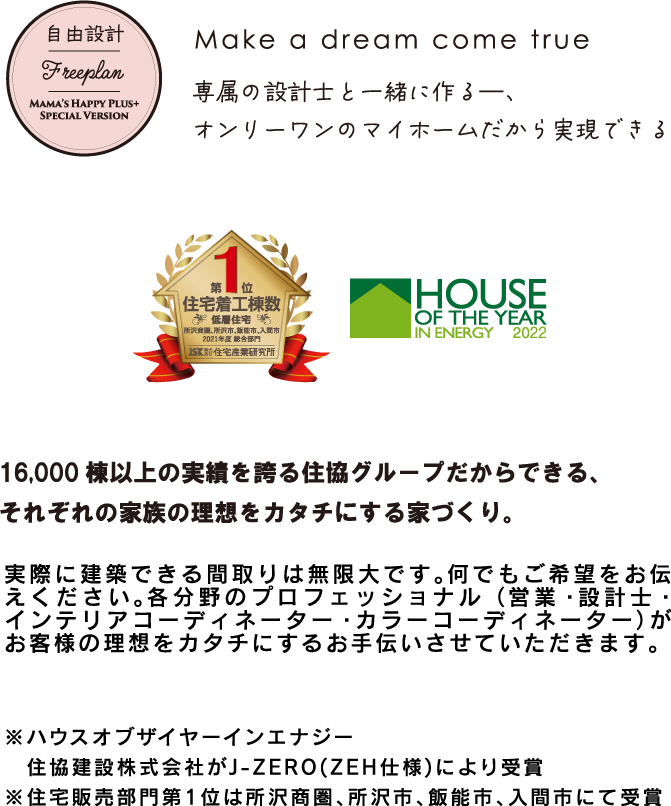 自由設計
Freeplan
MAMA'S HAPPY PLUS+
SPECIAL VERSION
Make a dream come true
専属の設計士と一緒に作る―、
オンリーワンのマイホームだから実現できる
第1位
住宅着工棟数
低層住宅
所沢商圏、所沢市、飯能市、入間市
2021年度 総合部門
JSK 株式会社 住宅産業研究所
HOUSE
OF THE YEAR
IN ENERGY 2022
16,000 棟以上の実績を誇る住協グループだからできる、
それぞれの家族の理想をカタチにする家づくり。
実際に建築できる間取りは無限大です。何でもご希望をお伝
えください。各分野のプロフェッショナル（営業・設計士・
インテリアコーディネーター・カラーコーディネーター）が
お客様の理想をカタチにするお手伝いさせていただきます。
※ハウスオブザイヤーインエナジー
住協建設株式会社がJ-ZERO(ZEH仕様)により受賞
※住宅販売部門第1位は所沢商圏、所沢市、飯能市、入間市にて受賞